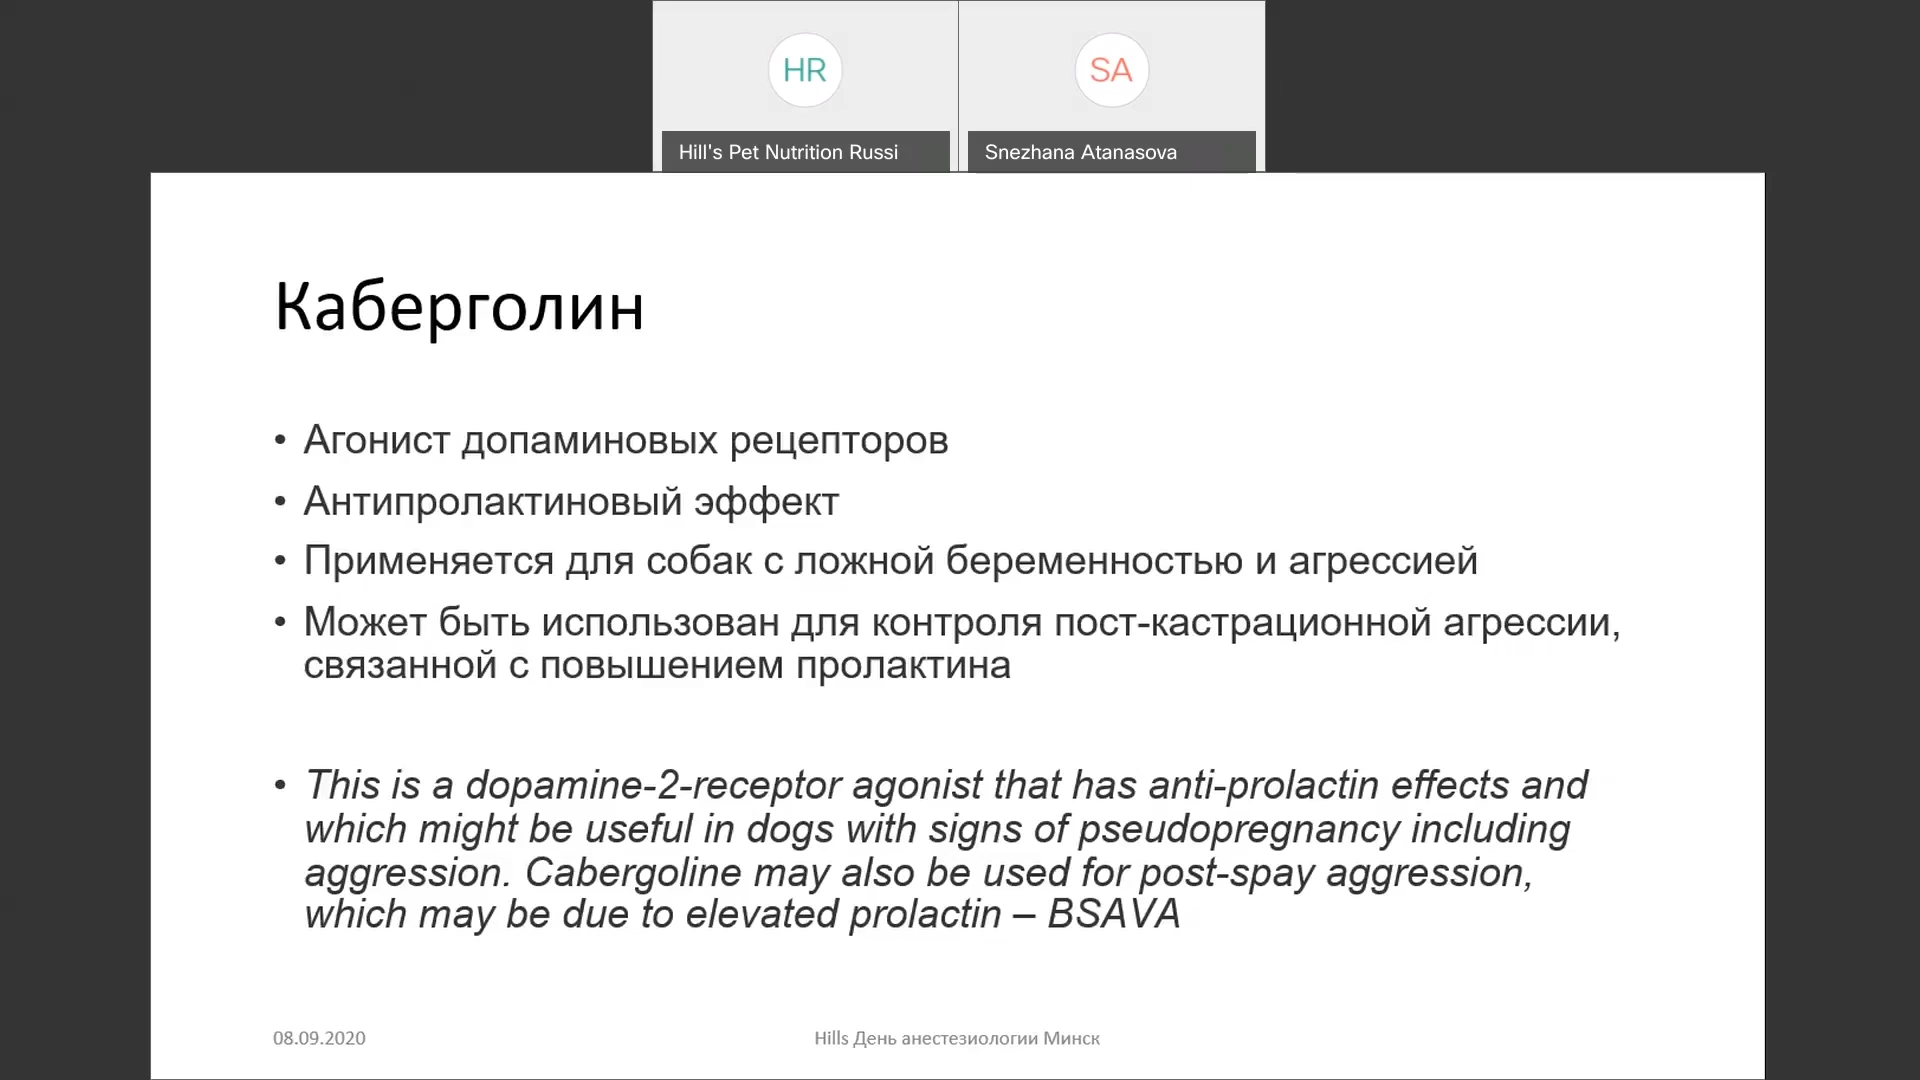 HR
SA
Hill's Pet Nutrition Russi
Snezhana Atanasova
Каберголин
• Агонист допаминовых рецепторов
• Антипролактиновый эффект
• Применяется для собак с ложной беременностью и агрессией
• Может быть использован для контроля пост-кастрационной агрессии,
связанной с повышением пролактина
• This is a dopamine-2-receptor agonist that has anti-prolactin effects and
which might be useful in dogs with signs of pseudopregnancy including
aggression. Cabergoline may also be used for post-spay aggression,
which may be due to elevated prolactin – BSAVA
08.09.2020
Hills День анестезиологии Минск